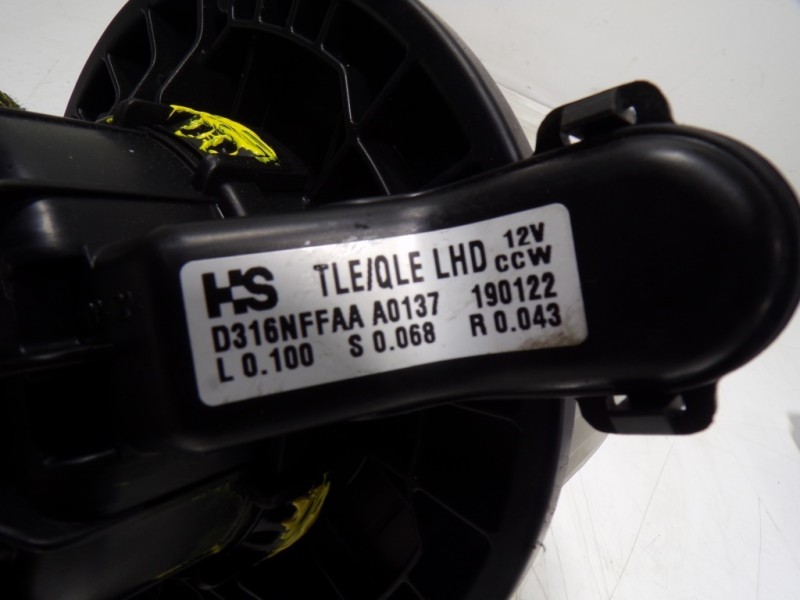 HS TLE/QLE LHD 12V CCW
D316NFFAA A0137 190122
L 0.100 S 0.068 R 0.043